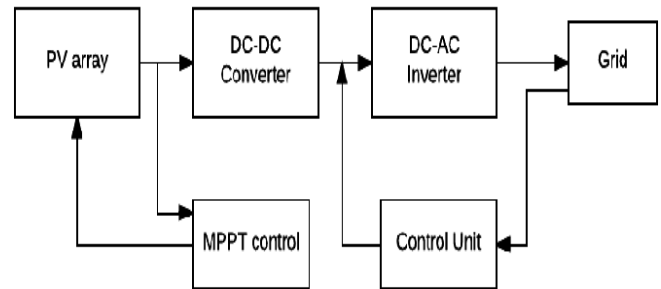 PV array
DC-DC
Converter
DC-AC
Inverter
Grid
MPPT control
Control Unit